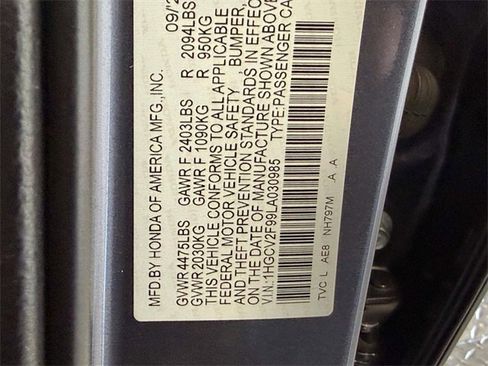 MFD.BY HONDA OF AMERICA MFG.,INC. 09/
GVWR 4475LBS GAWR F 2403LBS R 2094LBS
GVWR 2030KG GAWR F 1090KG R 950KG
THIS VEHICLE CONFORMS TO ALL APPLICABLE
FEDERAL MOTOR VEHICLE SAFETY, BUMPER,
AND THEFT PREVENTION STANDARDS IN EFFECT
ON THE DATE OF MANUFACTURE SHOWN ABOVE.
V.I.N.:1HGCV2F99LA030985 TYPE:PASSENGER CA
TVC L AE8 NH797M .A A